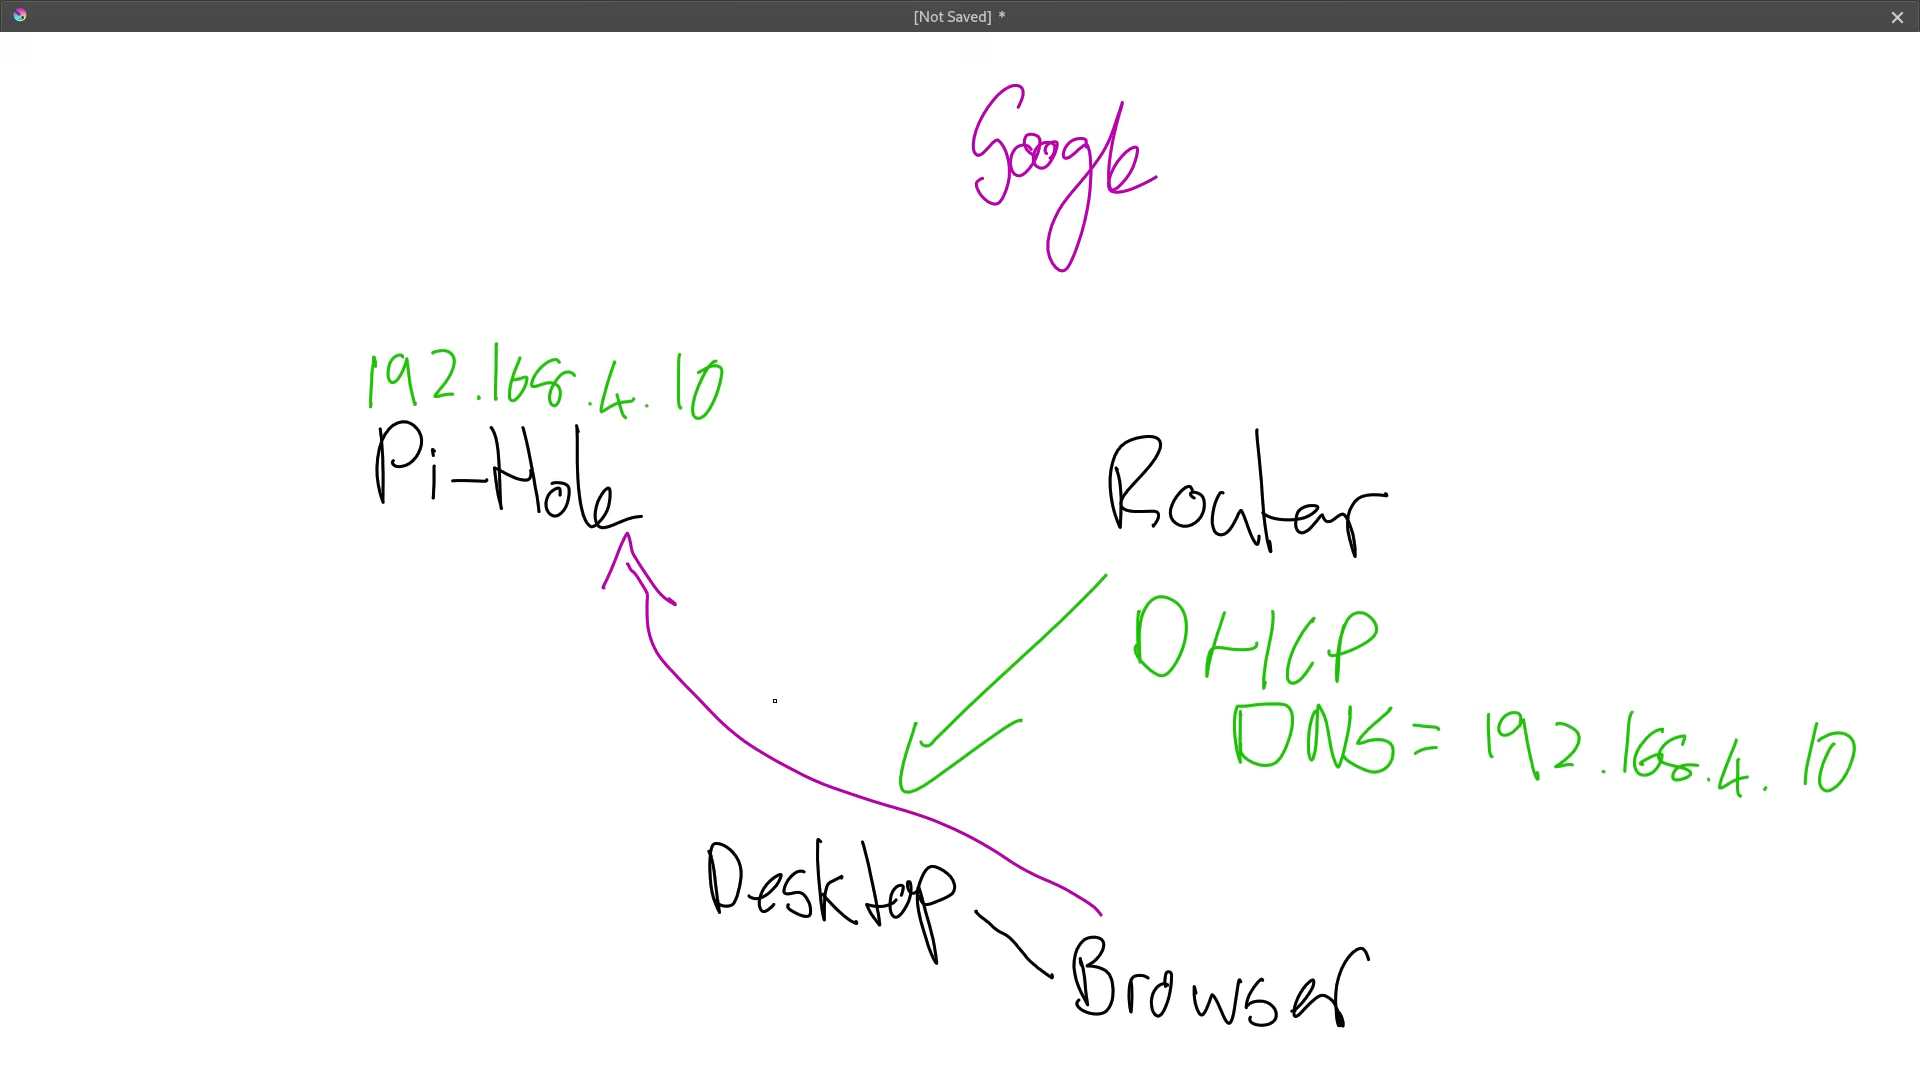 [Not Saved] *
Google
192.168.4.10
Pi-Hole
Router
DHCP
DNS = 192.168.4.10
Desktop
Browser